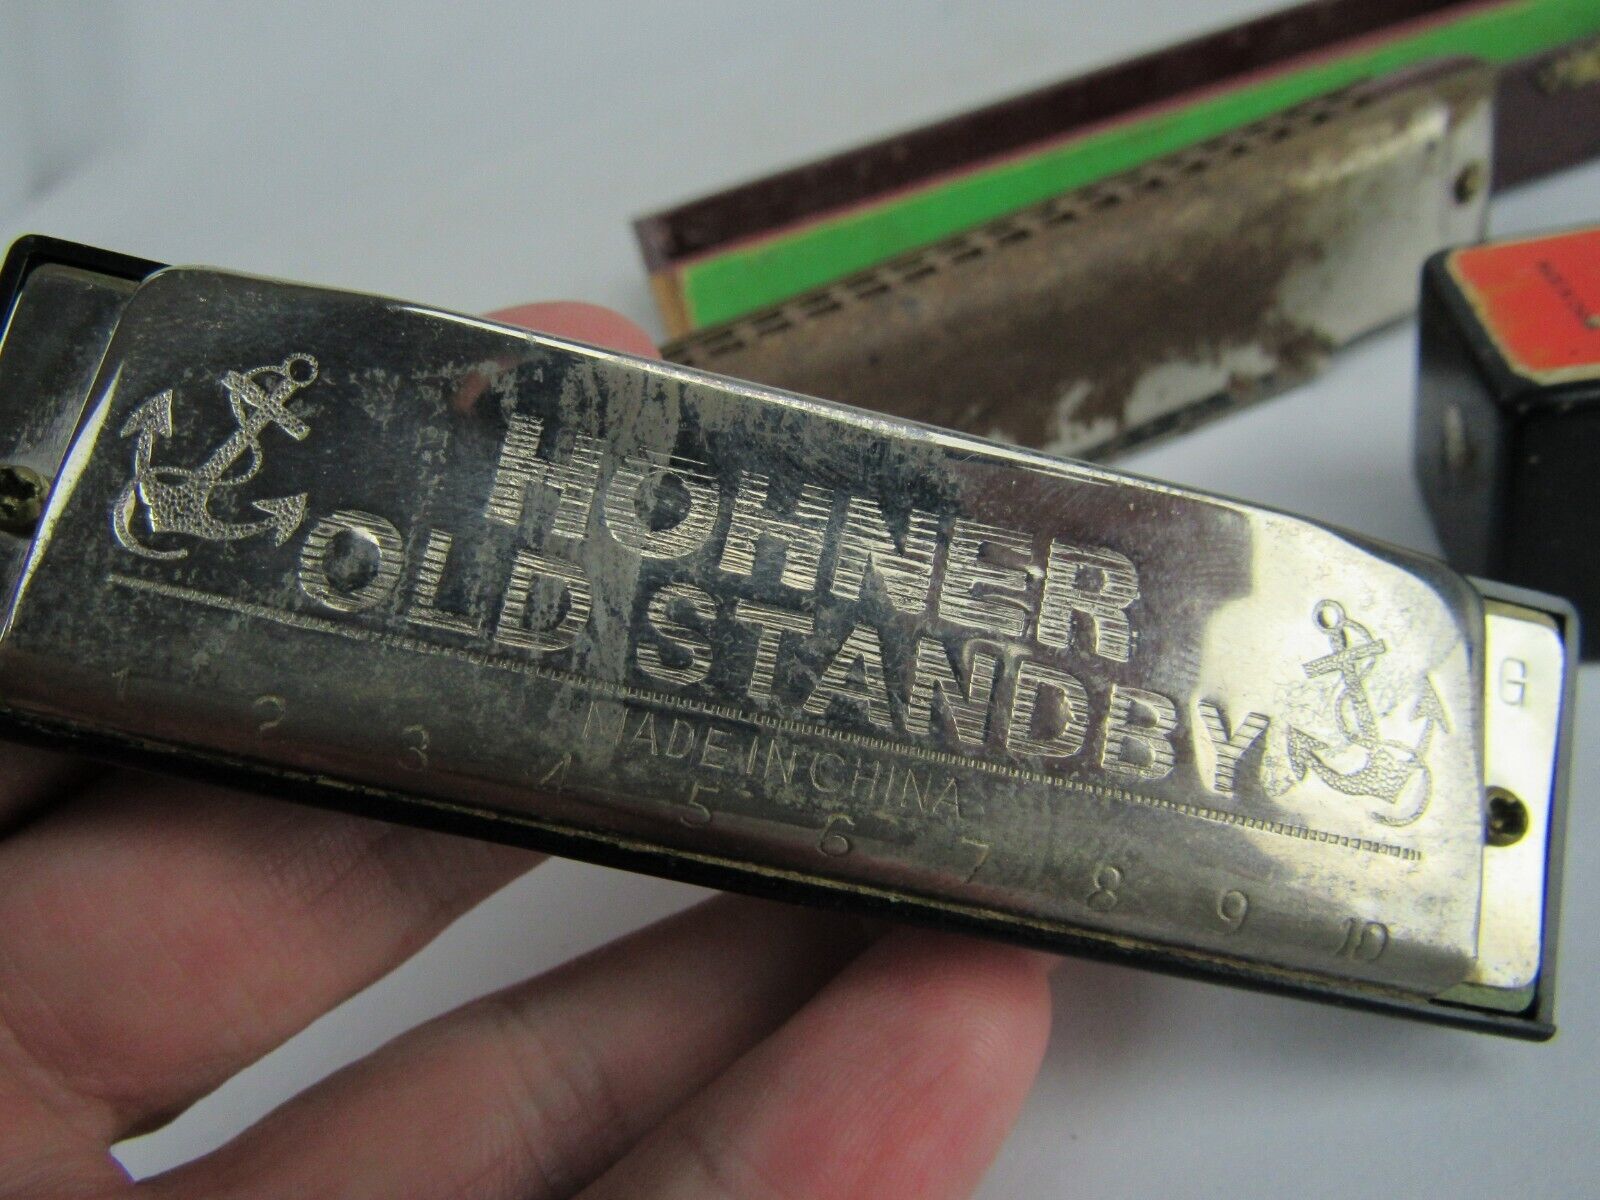 HOHNER
OLD STANDBY
MADE IN CHINA
1 2 3 4 5 6 7 8 9 10
G